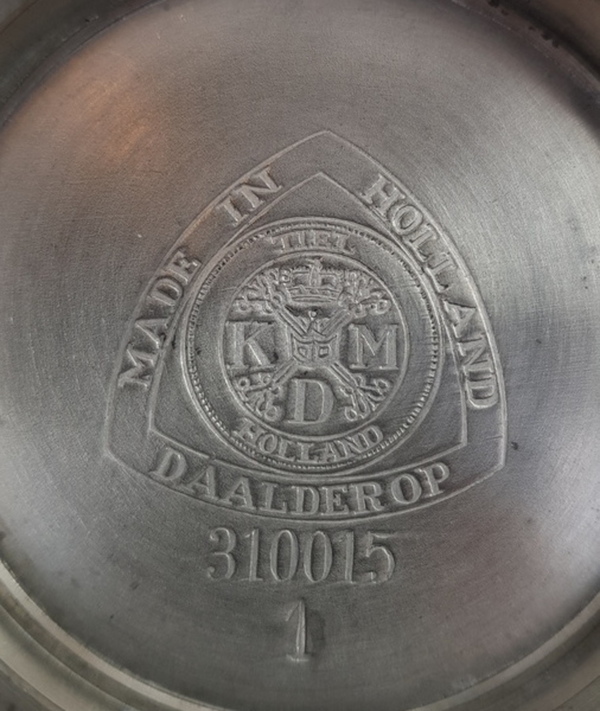 MADE IN HOLLAND
TIEL
K M
D
HOLLAND
DAALDEROP
310015
1